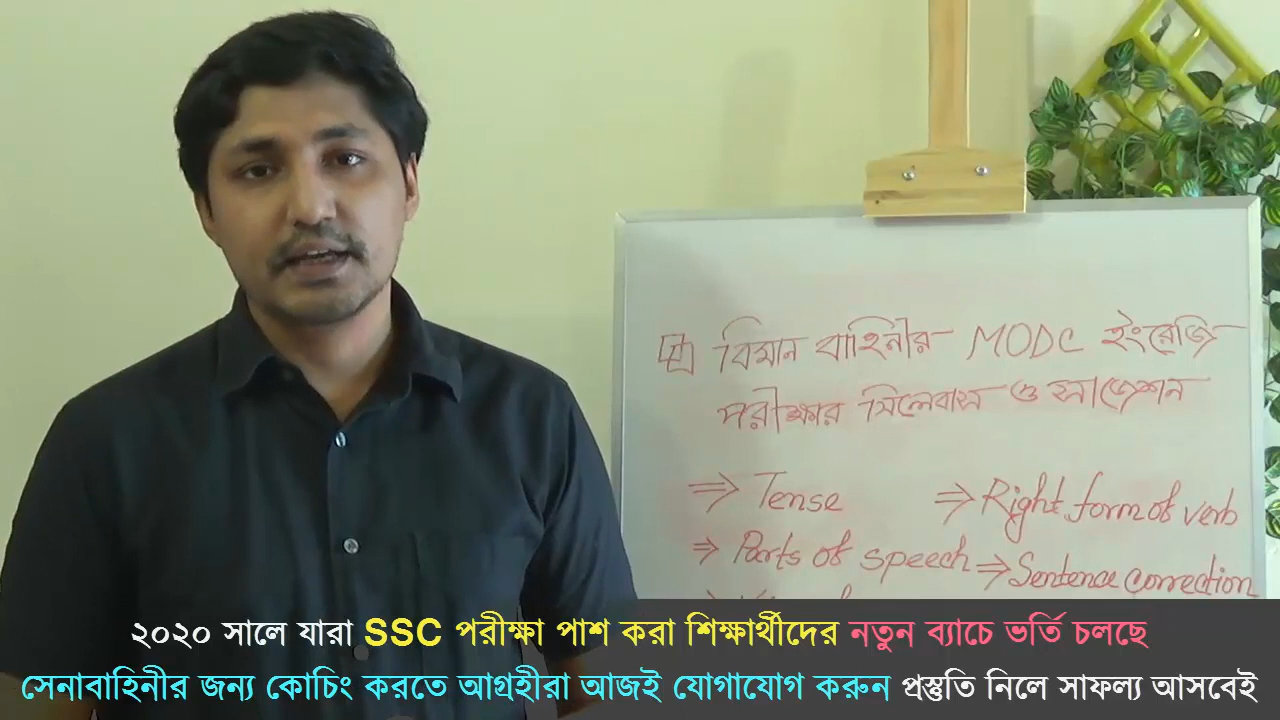 বিমান বাহিনীর MODC ইংরেজি
পরীক্ষার সিলেবাস ও সাজেশন
⇒ Tense ⇒ Right form of verb
⇒ Parts of speech ⇒ Sentence correction
২০২০ সালে যারা SSC পরীক্ষা পাশ করা শিক্ষার্থীদের নতুন ব্যাচে ভর্তি চলছে
সেনাবাহিনীর জন্য কোচিং করতে আগ্রহীরা আজই যোগাযোগ করুন প্রস্তুতি নিলে সাফল্য আসবেই